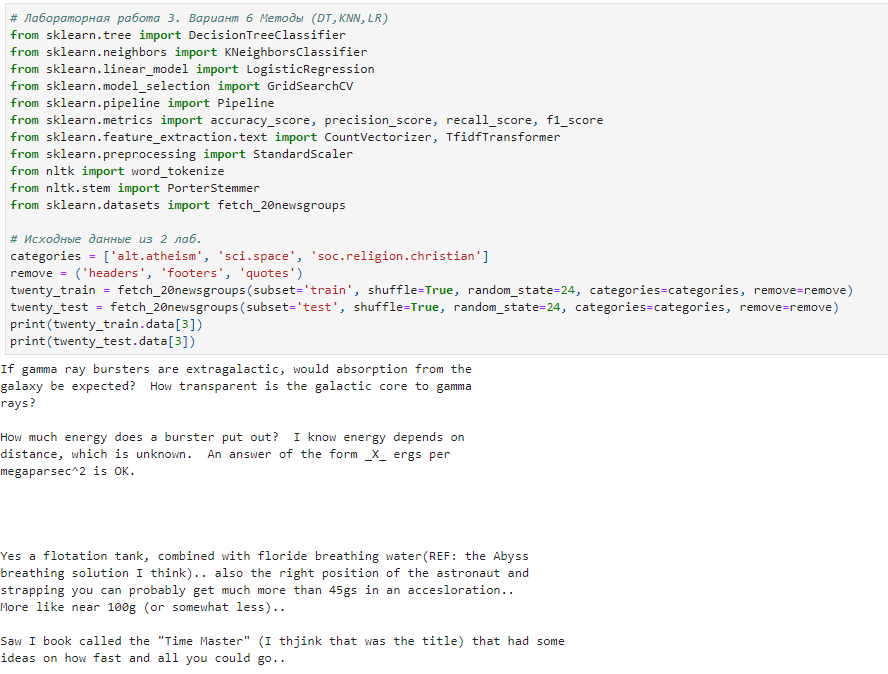 # Лабораторная работа 3. Вариант 6 Методы (DT,KNN,LR)
from sklearn.tree import DecisionTreeClassifier
from sklearn.neighbors import KNeighborsClassifier
from sklearn.linear_model import LogisticRegression
from sklearn.model_selection import GridSearchCV
from sklearn.pipeline import Pipeline
from sklearn.metrics import accuracy_score, precision_score, recall_score, f1_score
from sklearn.feature_extraction.text import CountVectorizer, TfidfTransformer
from sklearn.preprocessing import StandardScaler
from nltk import word_tokenize
from nltk.stem import PorterStemmer
from sklearn.datasets import fetch_20newsgroups

# Исходные данные из 2 лаб.
categories = ['alt.atheism', 'sci.space', 'soc.religion.christian']
remove = ('headers', 'footers', 'quotes')
twenty_train = fetch_20newsgroups(subset='train', shuffle=True, random_state=24, categories=categories, remove=remove)
twenty_test = fetch_20newsgroups(subset='test', shuffle=True, random_state=24, categories=categories, remove=remove)
print(twenty_train.data[3])
print(twenty_test.data[3])

If gamma ray bursters are extragalactic, would absorption from the
galaxy be expected?  How transparent is the galactic core to gamma
rays?

How much energy does a burster put out?  I know energy depends on
distance, which is unknown.  An answer of the form _X_ ergs per
megaparsec^2 is OK.

Yes a flotation tank, combined with floride breathing water(REF: the Abyss
breathing solution I think).. also the right position of the astronaut and
strapping you can probably get much more than 45gs in an accesloration..
More like near 100g (or somewhat less)..

Saw I book called the "Time Master" (I thjink that was the title) that had some
ideas on how fast and all you could go..